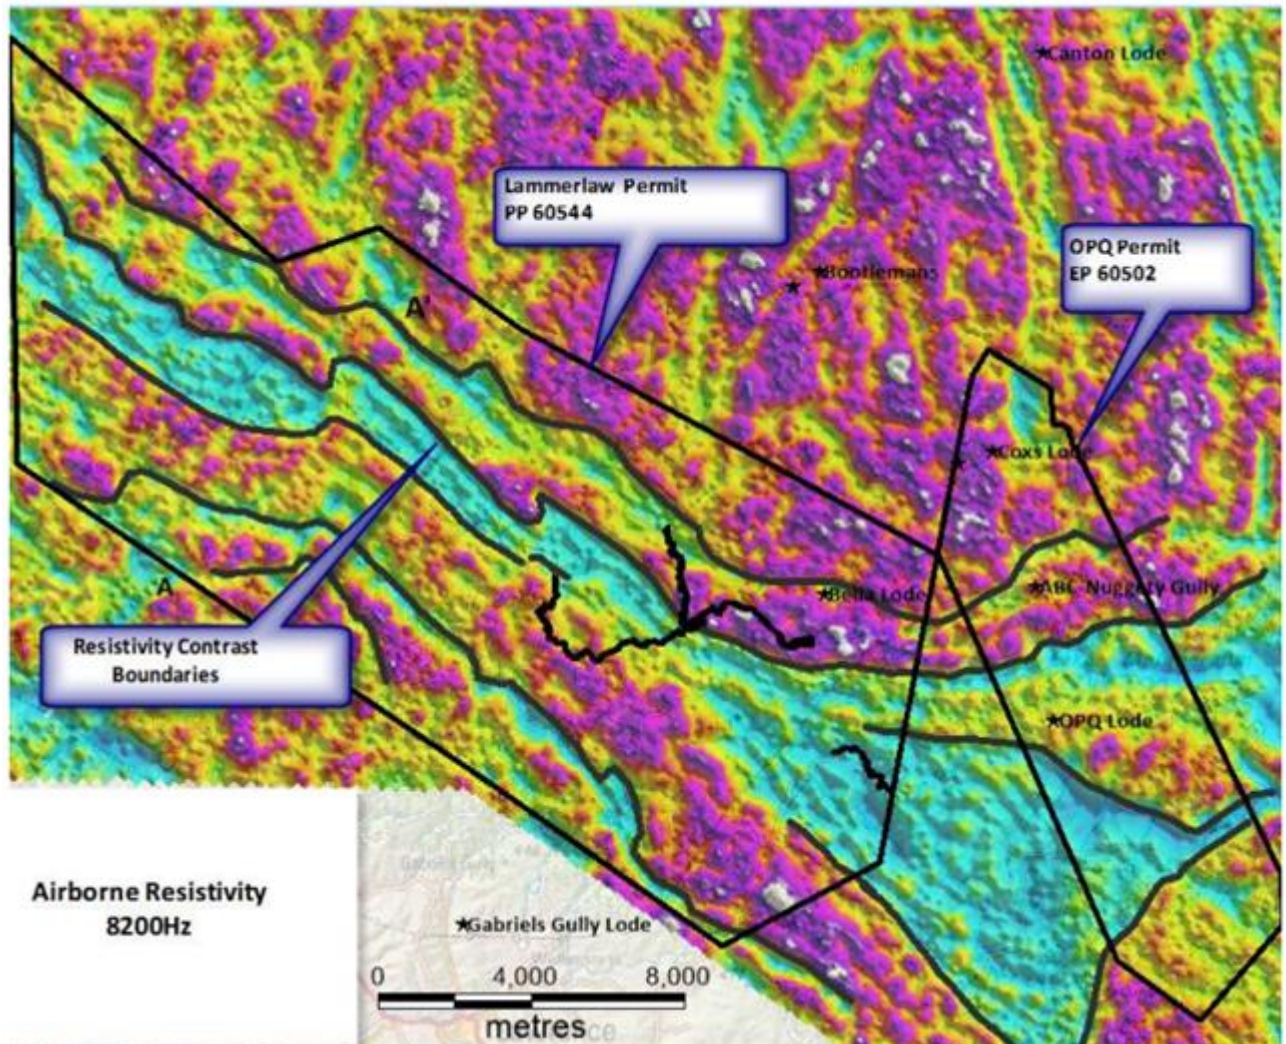 Canton Lode
Lammerlaw Permit
PP 60544
OPQ Permit
EP 60502
Bootlemans
A'
Coxs Lode
A
Bella Lode
ABC Nuggety Gully
Resistivity Contrast
Boundaries
OPQ Lode
Airborne Resistivity
8200Hz
Gabriels Gully Lode
0 4,000 8,000
metres